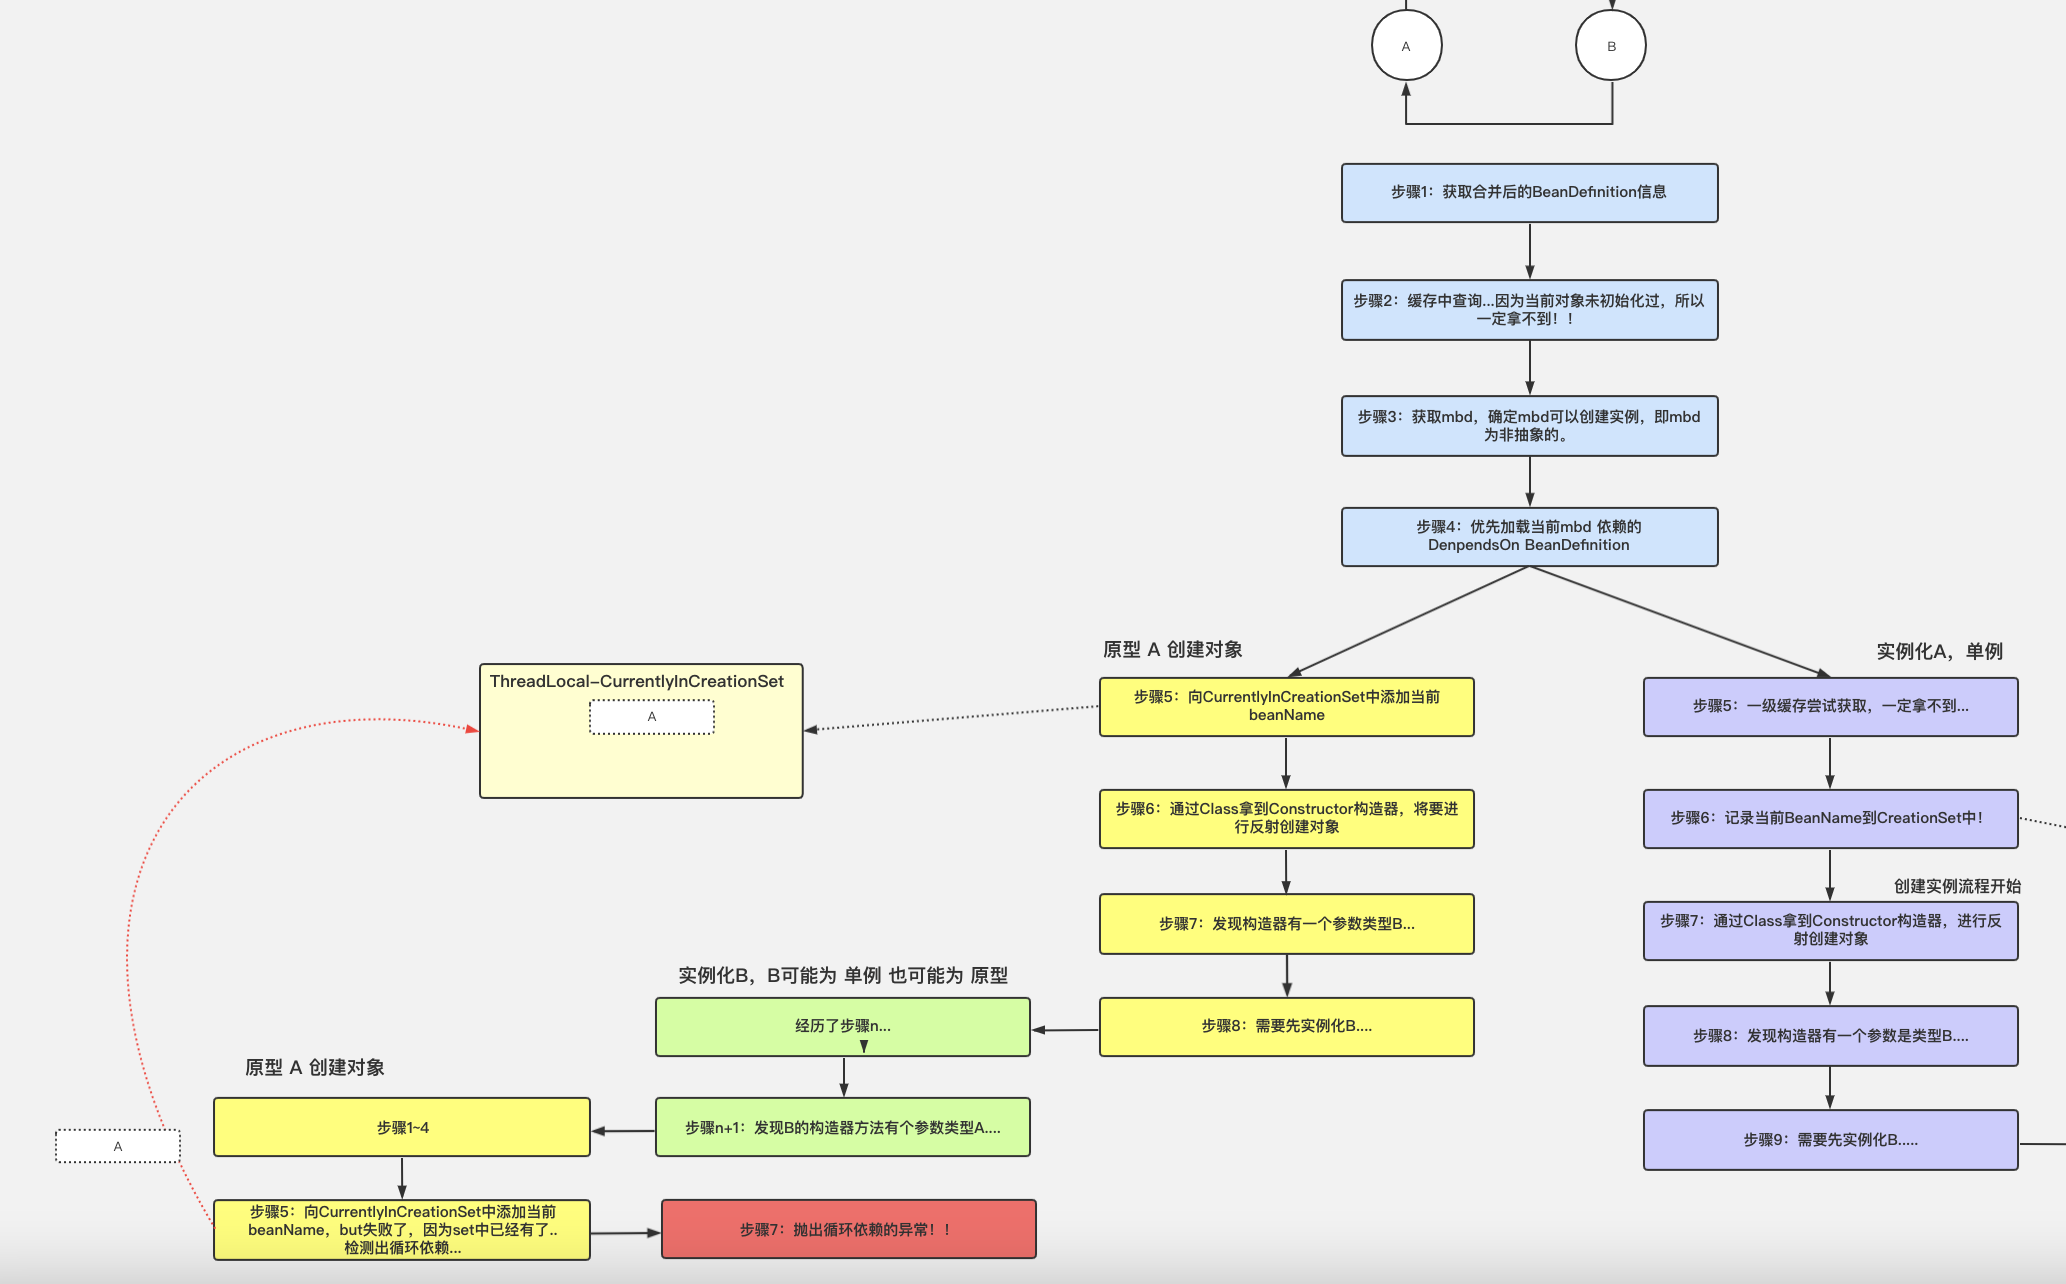 A
B
步骤1：获取合并后的BeanDefinition信息
步骤2：缓存中查询...因为当前对象未初始化过，所以
一定拿不到！！
步骤3：获取mbd，确定mbd可以创建实例，即mbd
为非抽象的。
步骤4：优先加载当前mbd 依赖的
DenpendsOn BeanDefinition
原型 A 创建对象
实例化A，单例
ThreadLocal-CurrentlyInCreationSet
A
步骤5：向CurrentlyInCreationSet中添加当前
beanName
步骤5：一级缓存尝试获取，一定拿不到...
步骤6：通过Class拿到Constructor构造器，将要进
行反射创建对象
步骤6：记录当前BeanName到CreationSet中！
创建实例流程开始
步骤7：发现构造器有一个参数类型B...
步骤7：通过Class拿到Constructor构造器，进行反
射创建对象
实例化B，B可能为 单例 也可能为 原型
经历了步骤n...
步骤8：需要先实例化B....
步骤8：发现构造器有一个参数是类型B....
原型 A 创建对象
步骤1~4
步骤n+1：发现B的构造器方法有个参数类型A....
步骤9：需要先实例化B.....
A
步骤5：向CurrentlyInCreationSet中添加当前
beanName，but失败了，因为set中已经有了..
检测出循环依赖...
步骤7：抛出循环依赖的异常！！